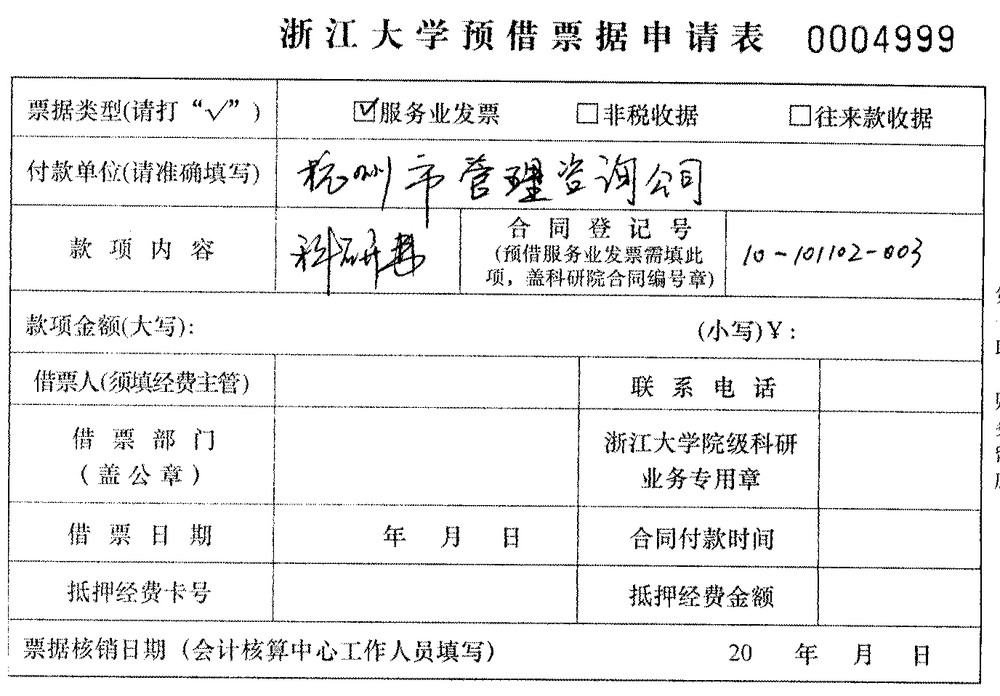 浙江大学预借票据申请表 0004999
票据类型(请打“√”) ☑服务业发票 □非税收据 □往来款收据
付款单位(请准确填写) 杭州市管理咨询公司
款项内容 科研费 合同登记号
(预借服务业发票需填此
项，盖科研院合同编号章) 10-101102-003
款项金额(大写): (小写)¥:
借票人(须填经费主管) 联系电话
借票部门
(盖公章)
浙江大学院级科研
业务专用章
借票日期 年 月 日 合同付款时间
抵押经费卡号 抵押经费金额
票据核销日期（会计核算中心工作人员填写） 20 年 月 日